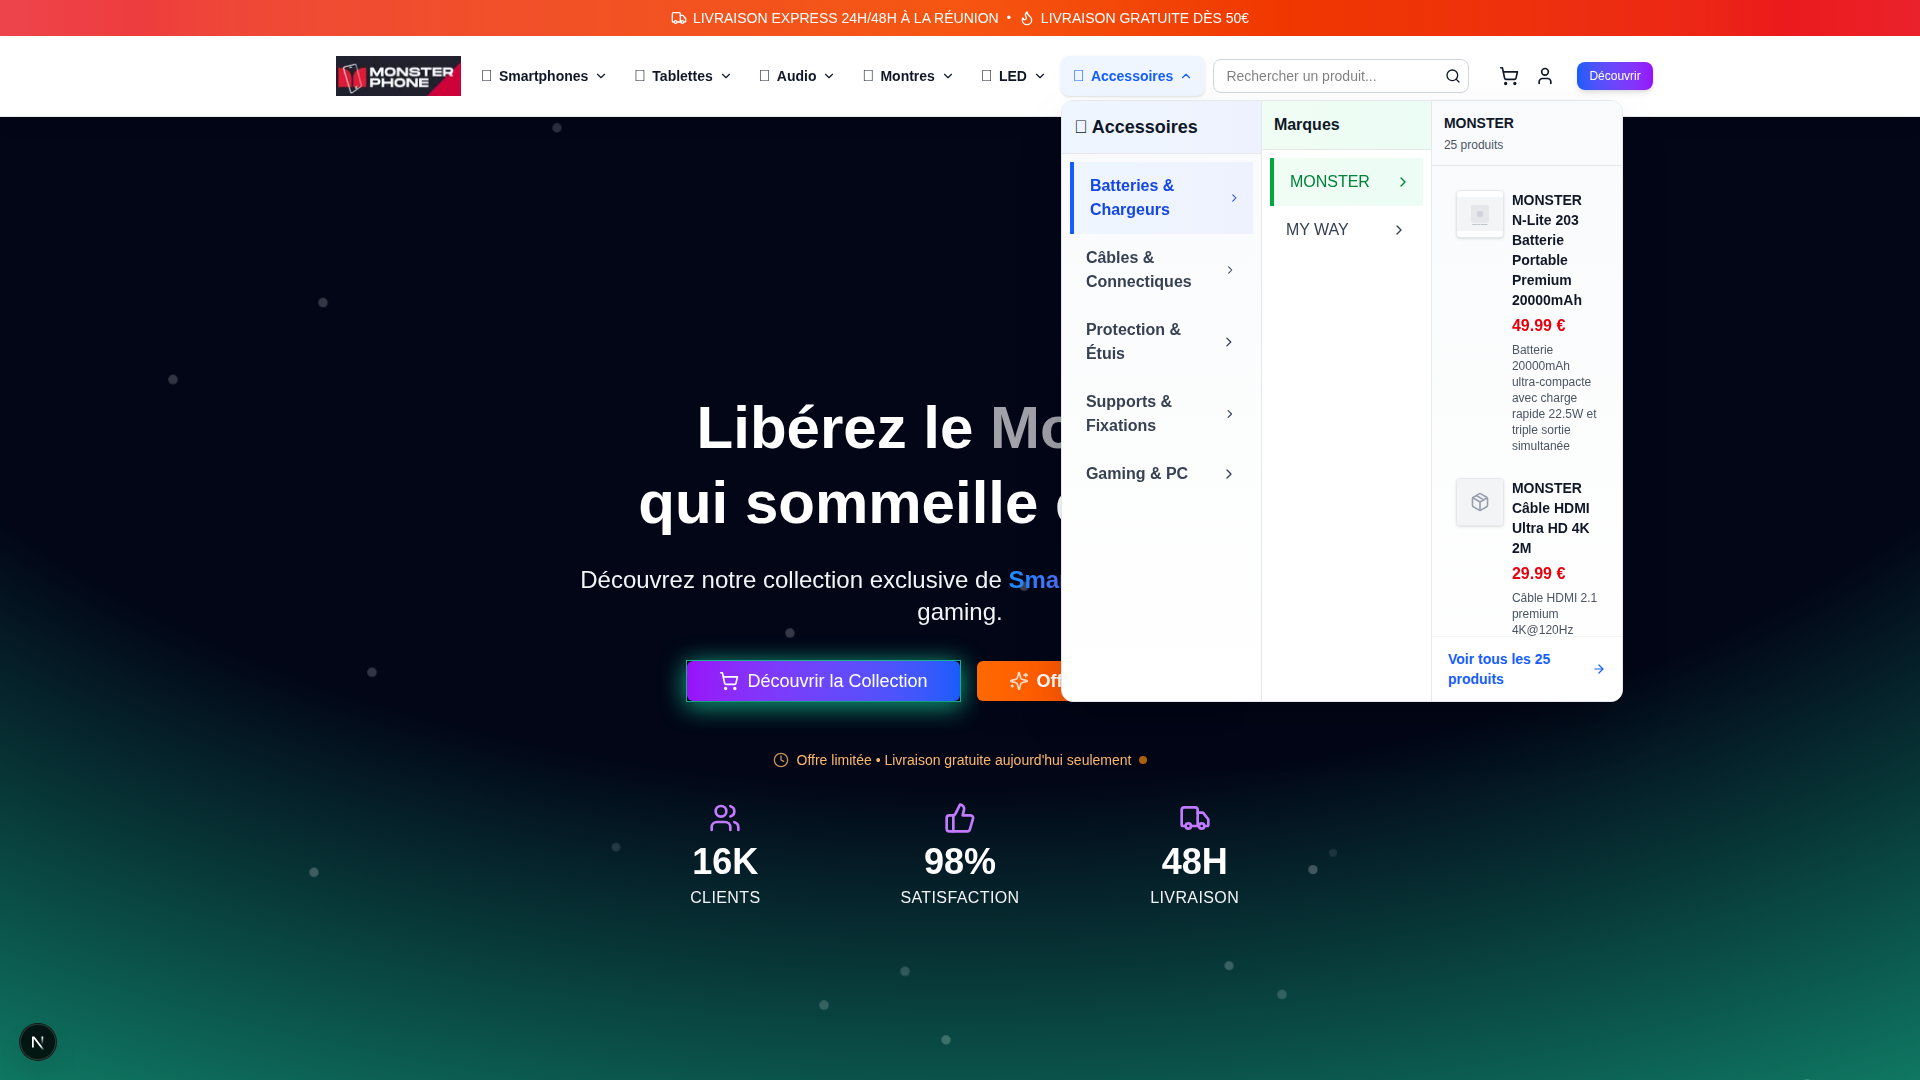 LIVRAISON EXPRESS 24H/48H À LA RÉUNION • LIVRAISON GRATUITE DÈS 50€
MONSTER
PHONE
Smartphones
Tablettes
Audio
Montres
LED
Accessoires
Rechercher un produit...
Découvrir
Accessoires
Batteries &
Chargeurs
Câbles &
Connectiques
Protection &
Étuis
Supports &
Fixations
Gaming & PC
Marques
MONSTER
MY WAY
MONSTER
25 produits
MONSTER
N-Lite 203
Batterie
Portable
Premium
20000mAh
49.99 €
Batterie
20000mAh
ultra-compacte
avec charge
rapide 22.5W et
triple sortie
simultanée
MONSTER
Câble HDMI
Ultra HD 4K
2M
29.99 €
Câble HDMI 2.1
premium
4K@120Hz
Voir tous les 25
produits
Libérez le Mo
qui sommeille
Découvrez notre collection exclusive de Smar
gaming.
Découvrir la Collection
Off
Offre limitée • Livraison gratuite aujourd'hui seulement
16K
CLIENTS
98%
SATISFACTION
48H
LIVRAISON